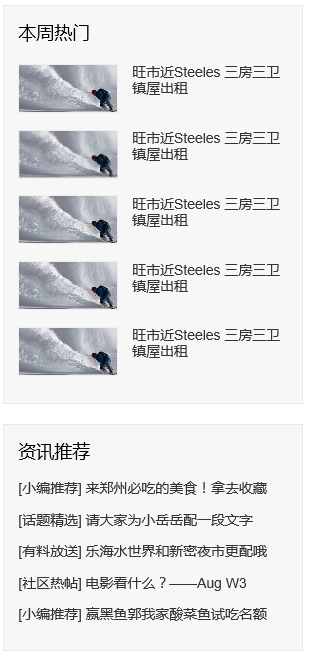 本周热门
旺市近Steeles 三房三卫
镇屋出租
旺市近Steeles 三房三卫
镇屋出租
旺市近Steeles 三房三卫
镇屋出租
旺市近Steeles 三房三卫
镇屋出租
旺市近Steeles 三房三卫
镇屋出租
资讯推荐
[小编推荐] 来郑州必吃的美食！拿去收藏
[话题精选] 请大家为小岳岳配一段文字
[有料放送] 乐海水世界和新密夜市更配哦
[社区热帖] 电影看什么？——Aug W3
[小编推荐] 赢黑鱼郭我家酸菜鱼试吃名额